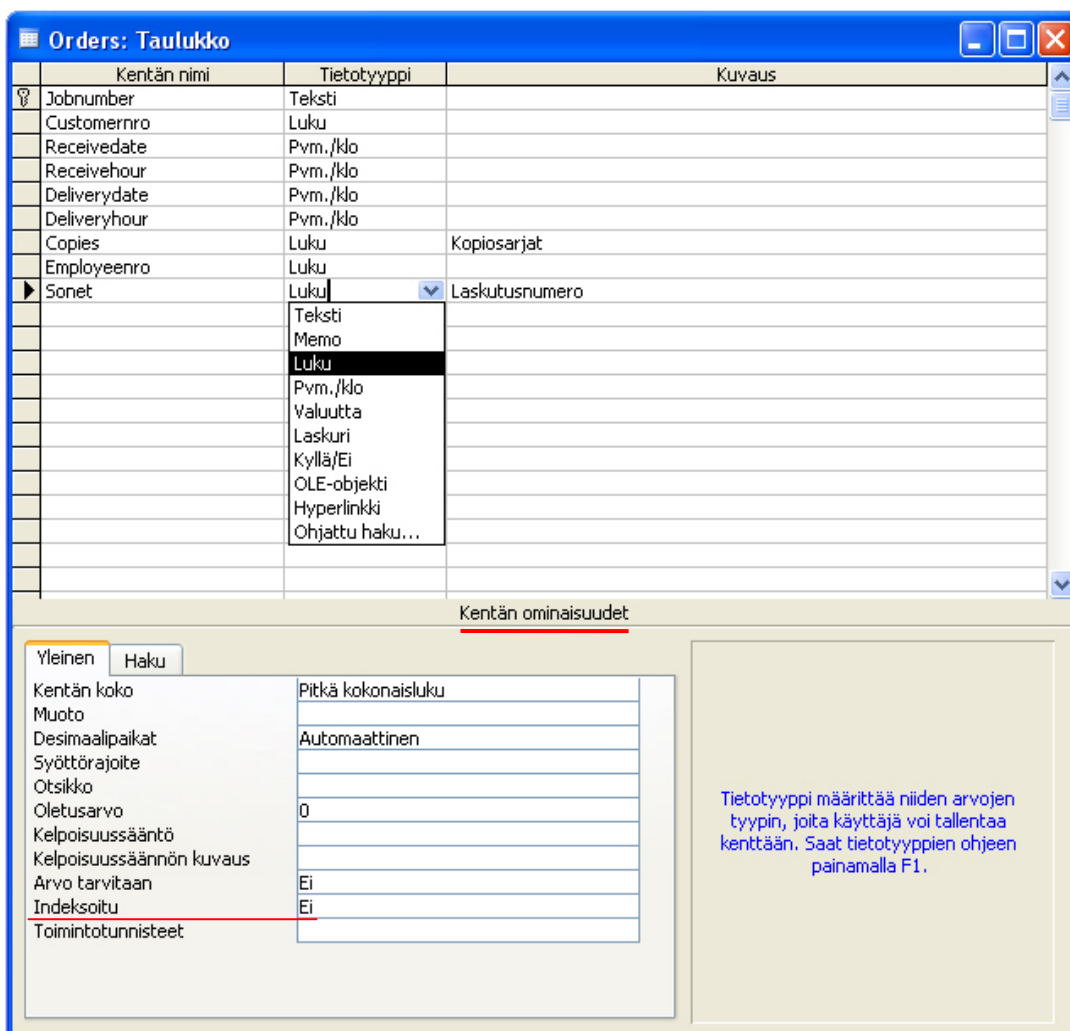 Orders: Taulukko
Kentän nimi Tietotyyppi Kuvaus
Jobnumber Teksti
Customernro Luku
Receivedate Pvm./klo
Receivehour Pvm./klo
Deliverydate Pvm./klo
Deliveryhour Pvm./klo
Copies Luku Kopiosarjat
Employeenro Luku
Sonet Luku Laskutusnumero
Teksti
Memo
Luku
Pvm./klo
Valuutta
Laskuri
Kyllä/Ei
OLE-objekti
Hyperlinkki
Ohjattu haku...
Kentän ominaisuudet
Yleinen Haku
Kentän koko Pitkä kokonaisluku
Muoto
Desimaalipaikat Automaattinen
Syöttörajoite
Otsikko
Oletusarvo 0
Kelpoisuussääntö
Kelpoisuussäännön kuvaus
Arvo tarvitaan Ei
Indeksoitu Ei
Toimintotunnisteet
Tietotyyppi määrittää niiden arvojen
tyypin, joita käyttäjä voi tallentaa
kenttään. Saat tietotyyppien ohjeen
painamalla F1.